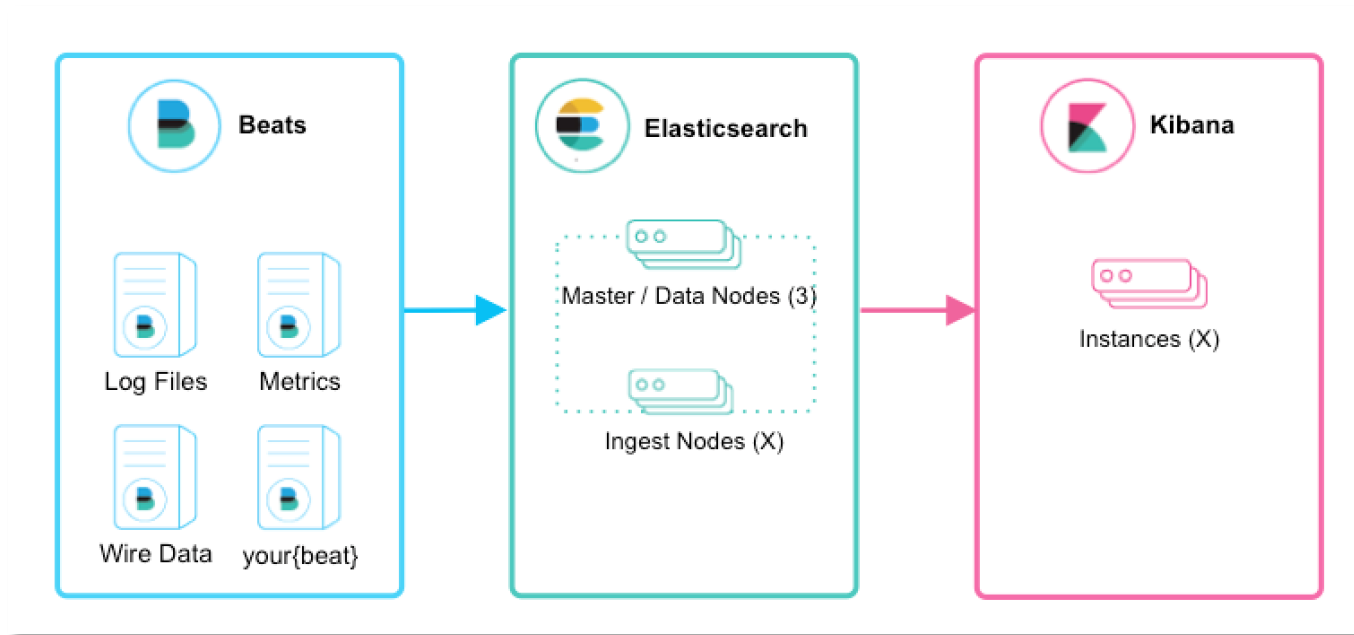 Beats
Log Files
Metrics
Wire Data
your{beat}
Elasticsearch
Master / Data Nodes (3)
Ingest Nodes (X)
Kibana
Instances (X)